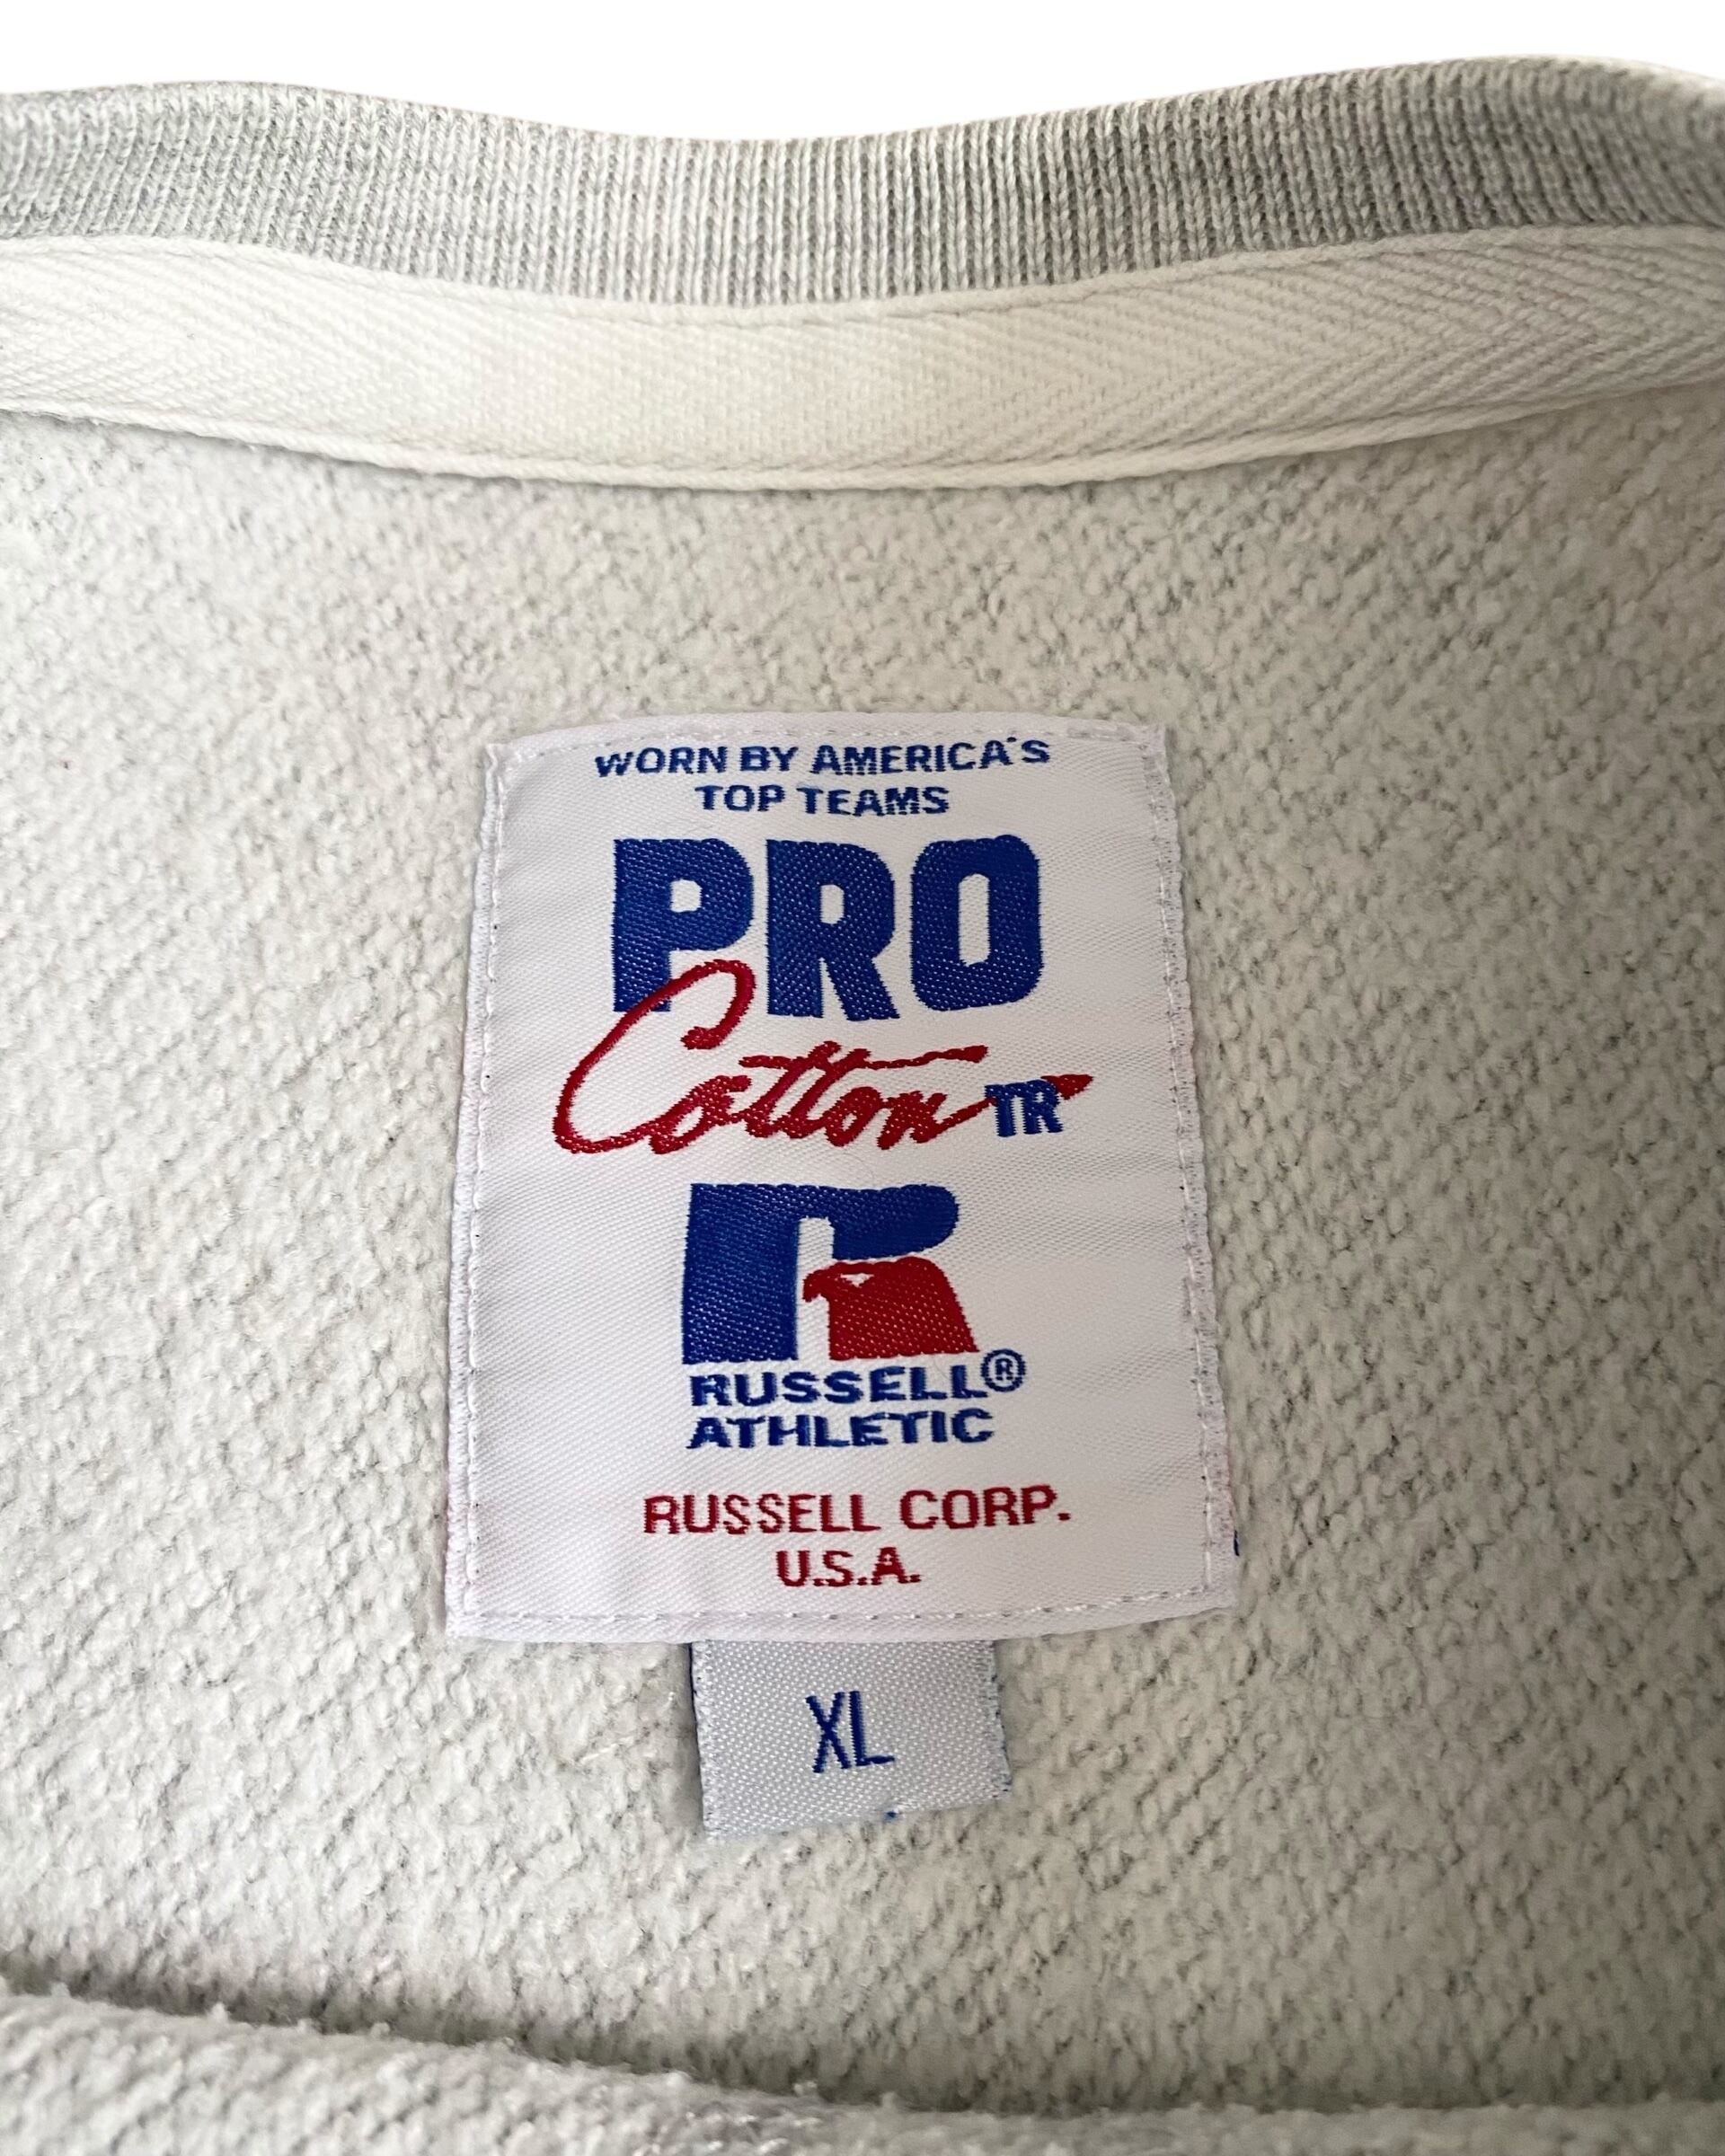 WORN BY AMERICA'S
TOP TEAMS
PRO
Cotton TR
RUSSELL®
ATHLETIC
RUSSELL CORP.
U.S.A.
XL